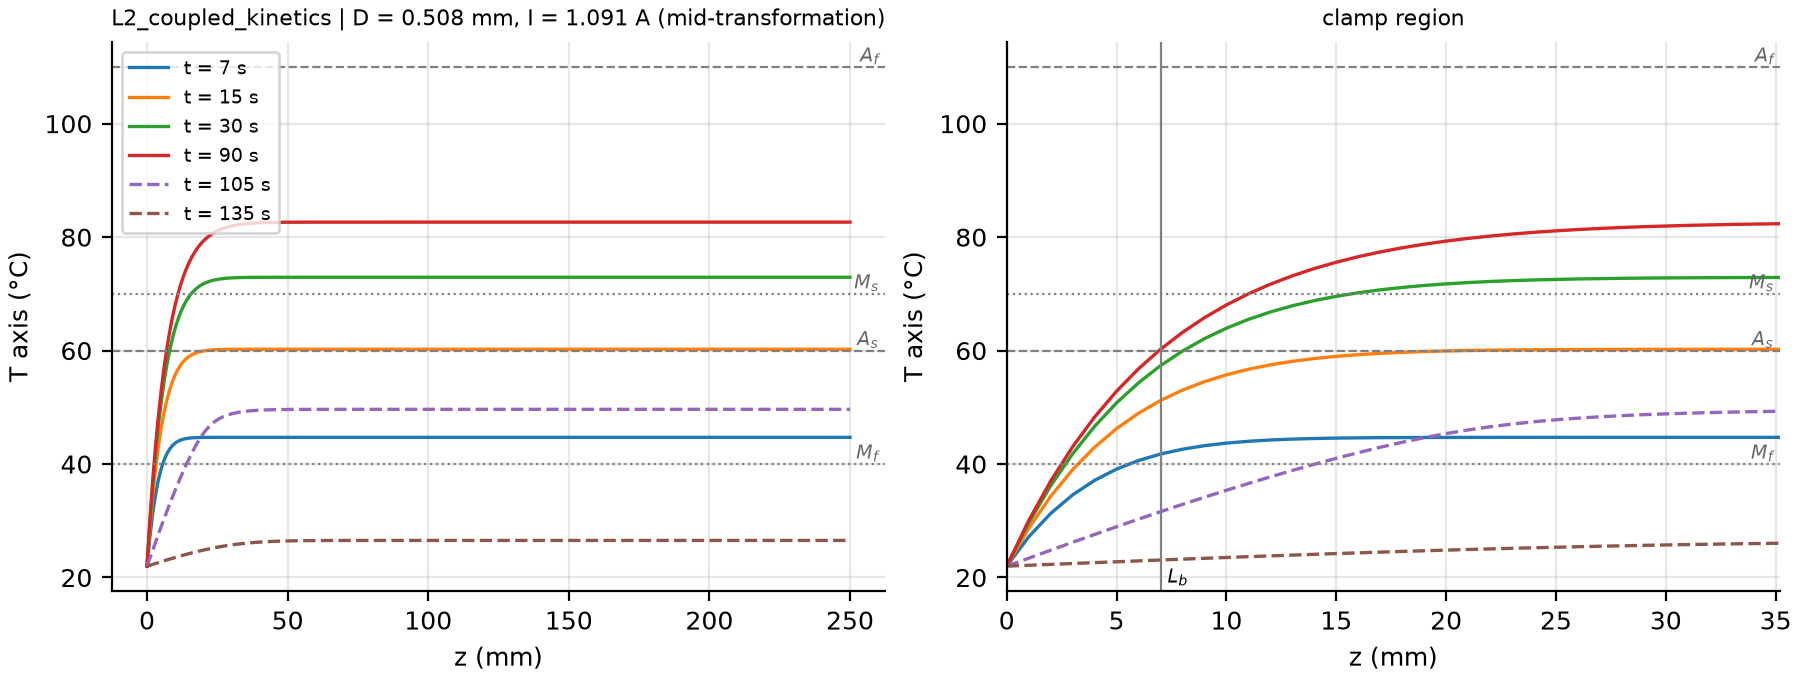 L2_coupled_kinetics | D = 0.508 mm, I = 1.091 A (mid-transformation)
t = 7 s
t = 15 s
t = 30 s
t = 90 s
t = 105 s
t = 135 s
A_f
M_s
A_s
M_f
100
80
60
40
20
T axis (°C)
0
50
100
150
200
250
z (mm)
clamp region
A_f
M_s
A_s
M_f
L_b
100
80
60
40
20
T axis (°C)
0
5
10
15
20
25
30
35
z (mm)